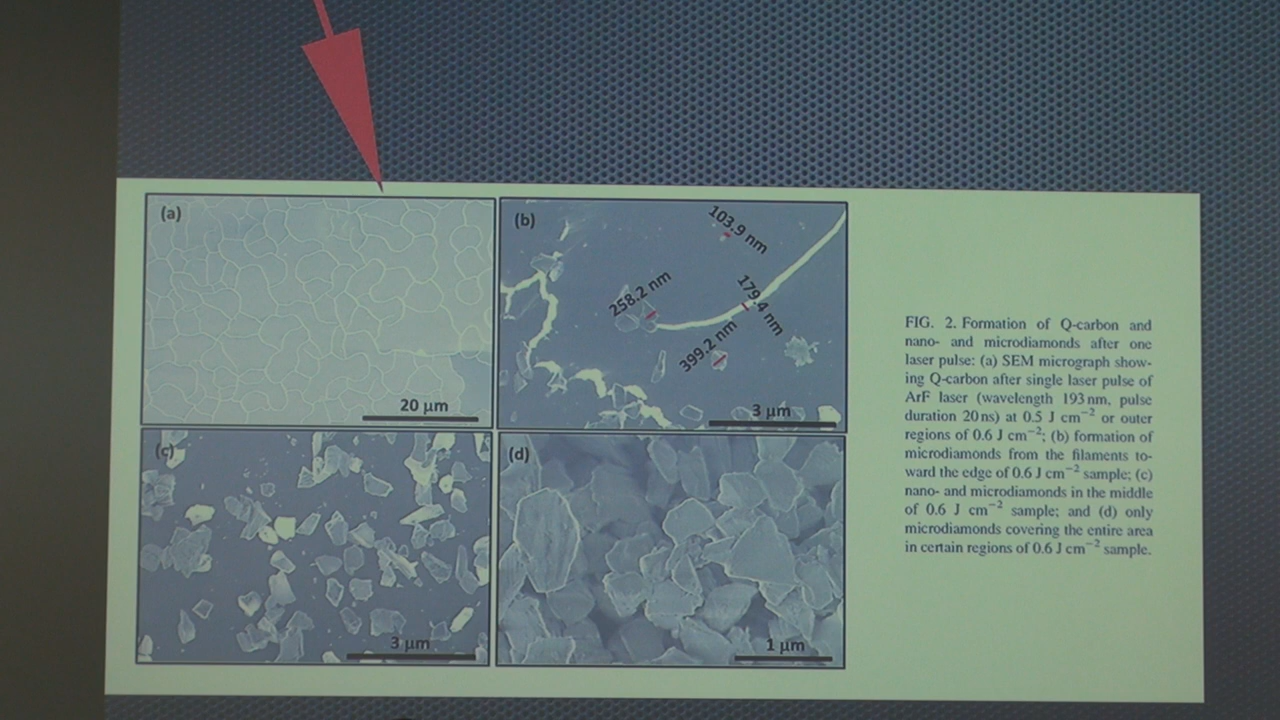 (a)
20 µm
(b)
103.9 nm
258.2 nm
179.4 nm
399.2 nm
3 µm
(c)
3 µm
(d)
1 µm
FIG. 2. Formation of Q-carbon and
nano- and microdiamonds after one
laser pulse: (a) SEM micrograph show-
ing Q-carbon after single laser pulse of
ArF laser (wavelength 193 nm, pulse
duration 20 ns) at 0.5 J cm⁻² or outer
regions of 0.6 J cm⁻²; (b) formation of
microdiamonds from the filaments to-
ward the edge of 0.6 J cm⁻² sample; (c)
nano- and microdiamonds in the middle
of 0.6 J cm⁻² sample; and (d) only
microdiamonds covering the entire area
in certain regions of 0.6 J cm⁻² sample.